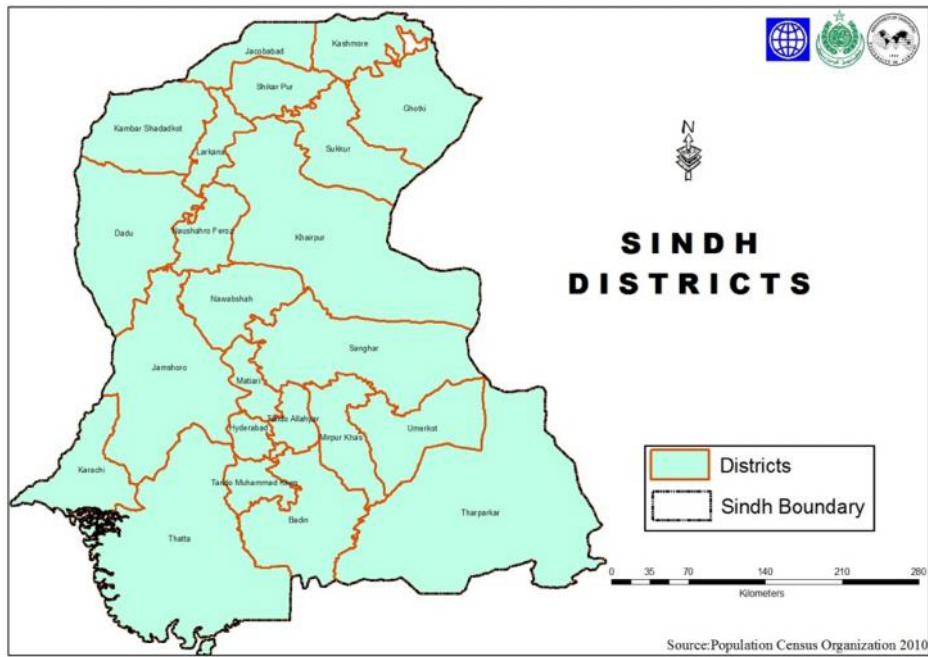 Kashmore
Jacobabad
Shikar Pur
Ghotki
Kambar Shadadkot
Larkana
Sukkur
Dadu
Naushahro Feroz
Khairpur
Nawabshah
Sanghar
Jamshoro
Matiari
Tando Allahyar
Hyderabad
Mirpur Khas
Umerkot
Karachi
Tando Muhammad Khan
Badin
Tharparkar
Thatta
N
SINDH
DISTRICTS
Districts
Sindh Boundary
0 35 70 140 210 280
Kilometers
Source:Population Census Organization 2010